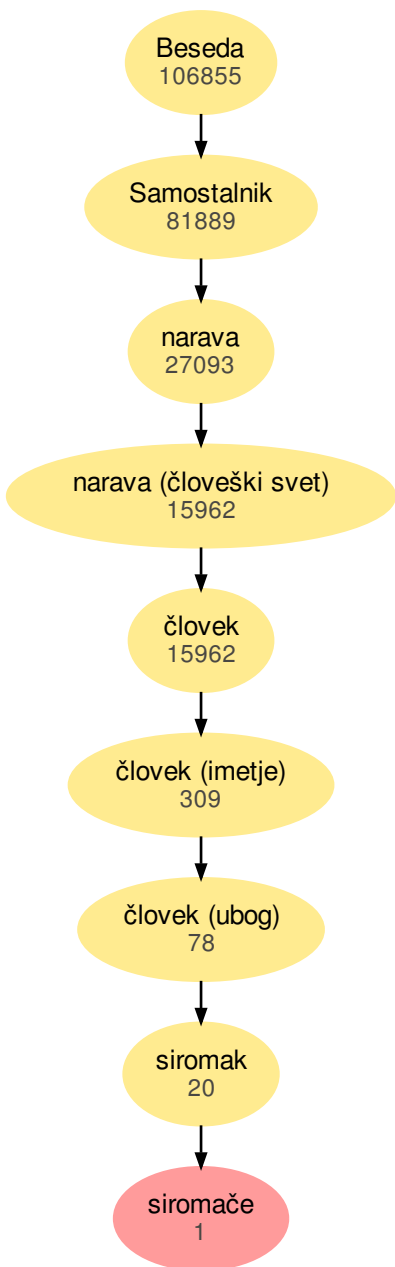 Beseda
106855
Samostalnik
81889
narava
27093
narava (človeški svet)
15962
človek
15962
človek (imetje)
309
človek (ubog)
78
siromak
20
siromače
1